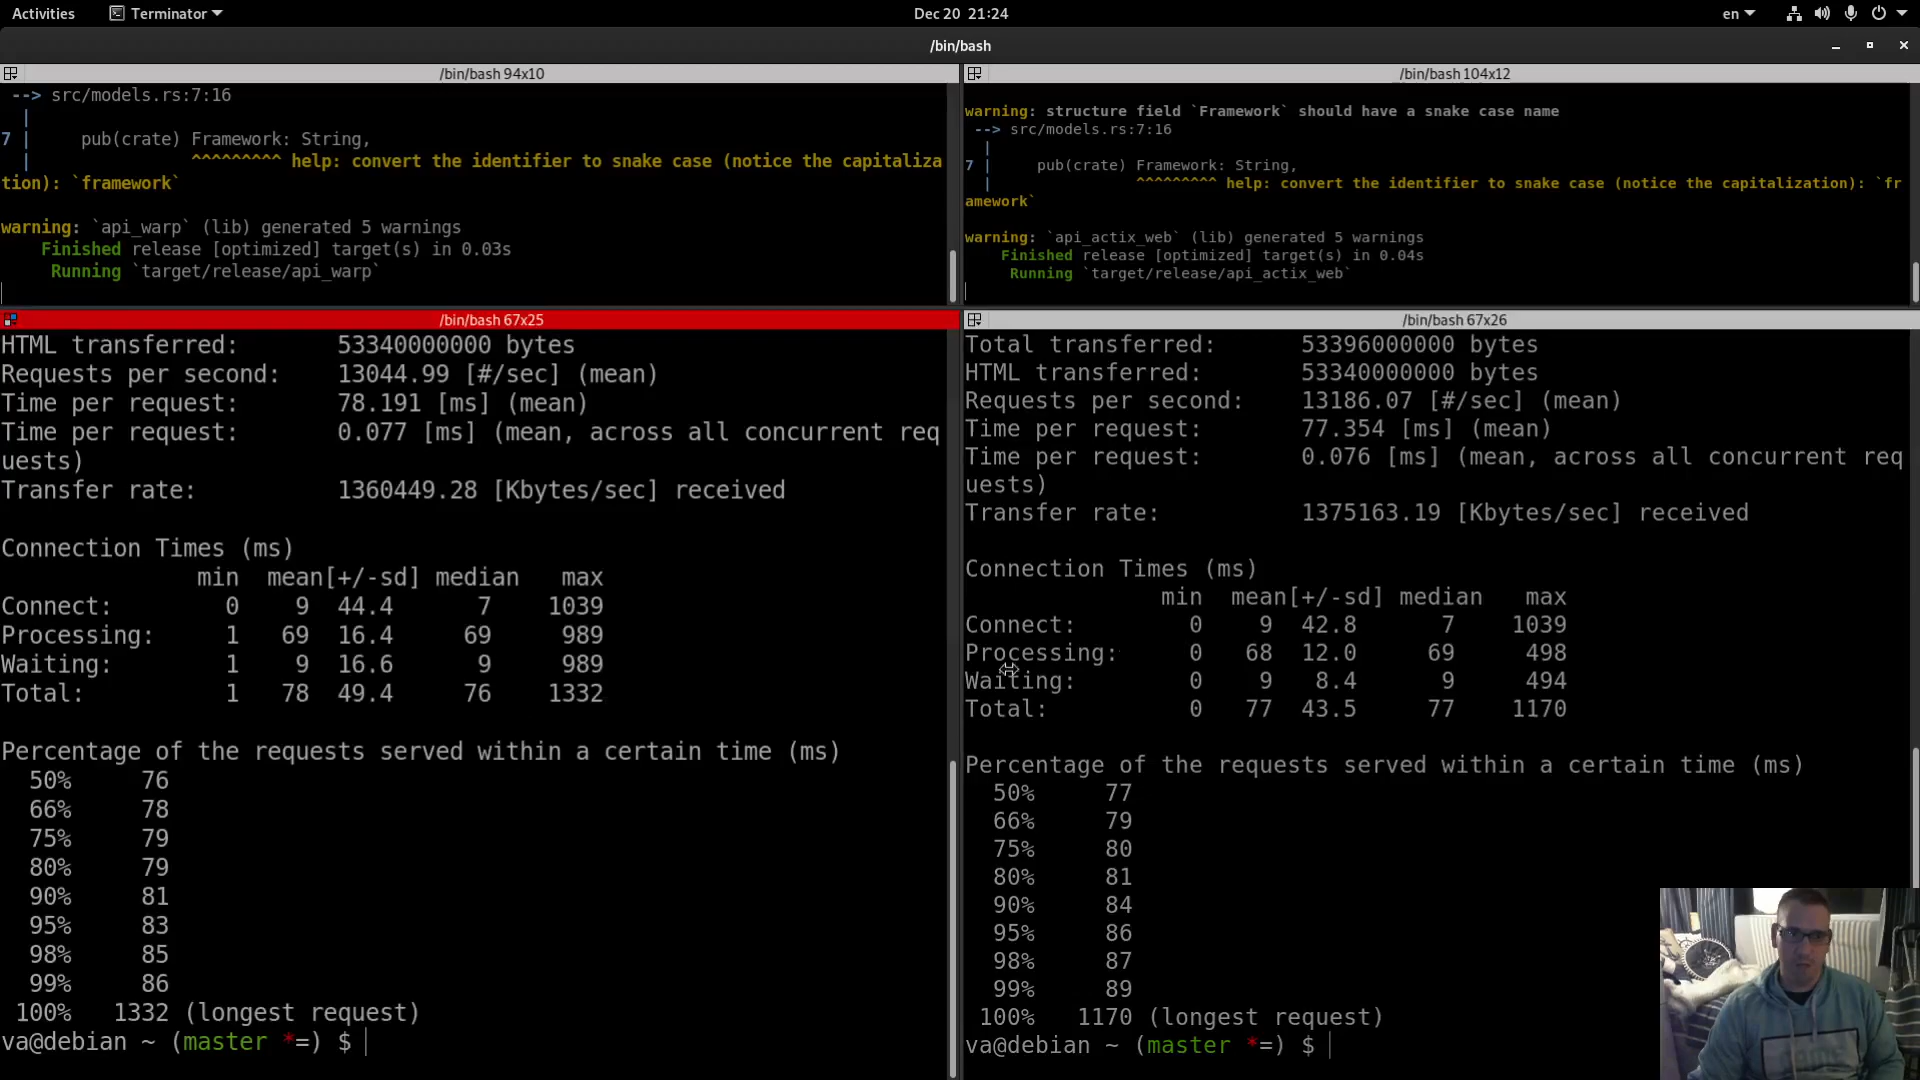 Activities Terminator Dec 20 21:24 en
/bin/bash
/bin/bash 94x10
--> src/models.rs:7:16
|
7 | pub(crate) Framework: String,
| ^^^^^^^^^ help: convert the identifier to snake case (notice the capitaliza
tion): `framework`
warning: `api_warp` (lib) generated 5 warnings
Finished release [optimized] target(s) in 0.03s
Running `target/release/api_warp`
/bin/bash 104x12
warning: structure field `Framework` should have a snake case name
--> src/models.rs:7:16
|
7 | pub(crate) Framework: String,
| ^^^^^^^^^ help: convert the identifier to snake case (notice the capitalization): `fr
amework`
warning: `api_actix_web` (lib) generated 5 warnings
Finished release [optimized] target(s) in 0.04s
Running `target/release/api_actix_web`
/bin/bash 67x25
HTML transferred: 53340000000 bytes
Requests per second: 13044.99 [#/sec] (mean)
Time per request: 78.191 [ms] (mean)
Time per request: 0.077 [ms] (mean, across all concurrent req
uests)
Transfer rate: 1360449.28 [Kbytes/sec] received
Connection Times (ms)
min mean[+/-sd] median max
Connect: 0 9 44.4 7 1039
Processing: 1 69 16.4 69 989
Waiting: 1 9 16.6 9 989
Total: 1 78 49.4 76 1332
Percentage of the requests served within a certain time (ms)
50% 76
66% 78
75% 79
80% 79
90% 81
95% 83
98% 85
99% 86
100% 1332 (longest request)
va@debian ~ (master *=) $
/bin/bash 67x26
Total transferred: 53396000000 bytes
HTML transferred: 53340000000 bytes
Requests per second: 13186.07 [#/sec] (mean)
Time per request: 77.354 [ms] (mean)
Time per request: 0.076 [ms] (mean, across all concurrent req
uests)
Transfer rate: 1375163.19 [Kbytes/sec] received
Connection Times (ms)
min mean[+/-sd] median max
Connect: 0 9 42.8 7 1039
Processing: 0 68 12.0 69 498
Waiting: 0 9 8.4 9 494
Total: 0 77 43.5 77 1170
Percentage of the requests served within a certain time (ms)
50% 77
66% 79
75% 80
80% 81
90% 84
95% 86
98% 87
99% 89
100% 1170 (longest request)
va@debian ~ (master *=) $